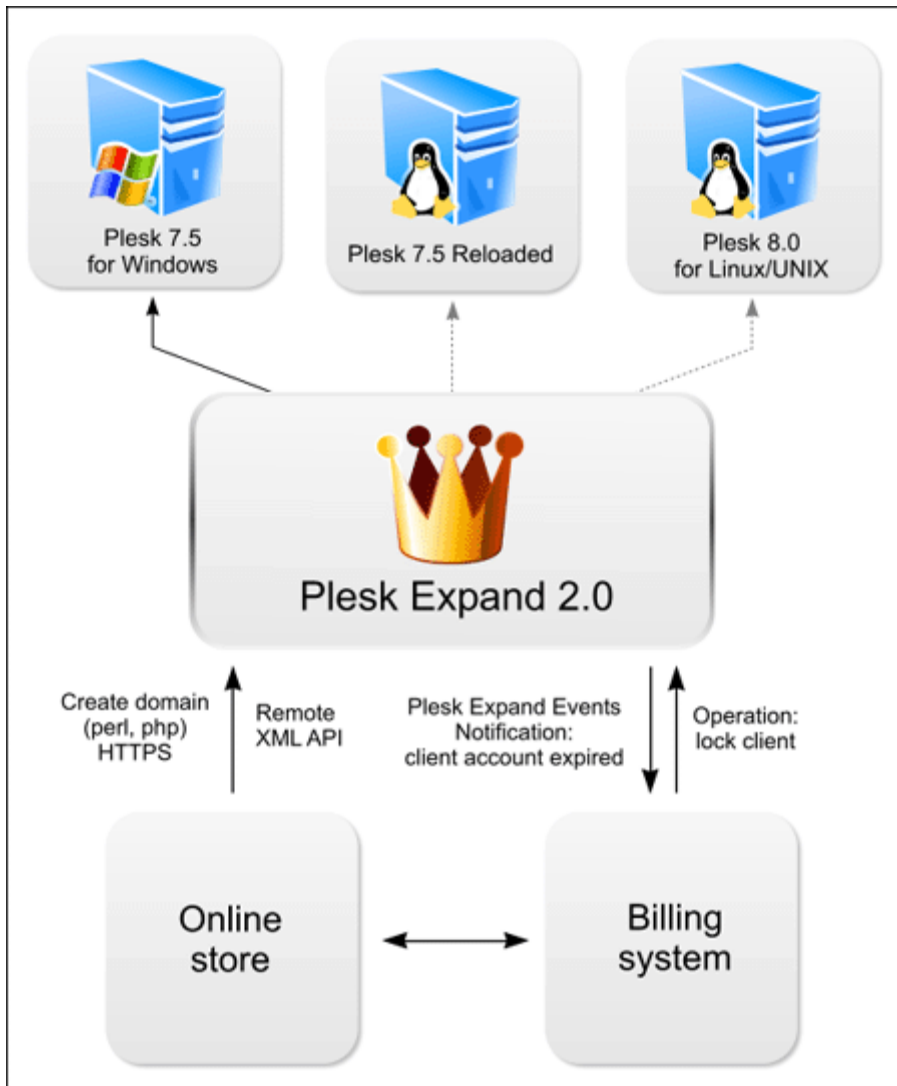 Plesk 7.5
for Windows
Plesk 7.5 Reloaded
Plesk 8.0
for Linux/UNIX
Plesk Expand 2.0
Create domain
(perl, php)
HTTPS
Remote
XML API
Plesk Expand Events
Notification:
client account expired
Operation:
lock client
Online
store
Billing
system